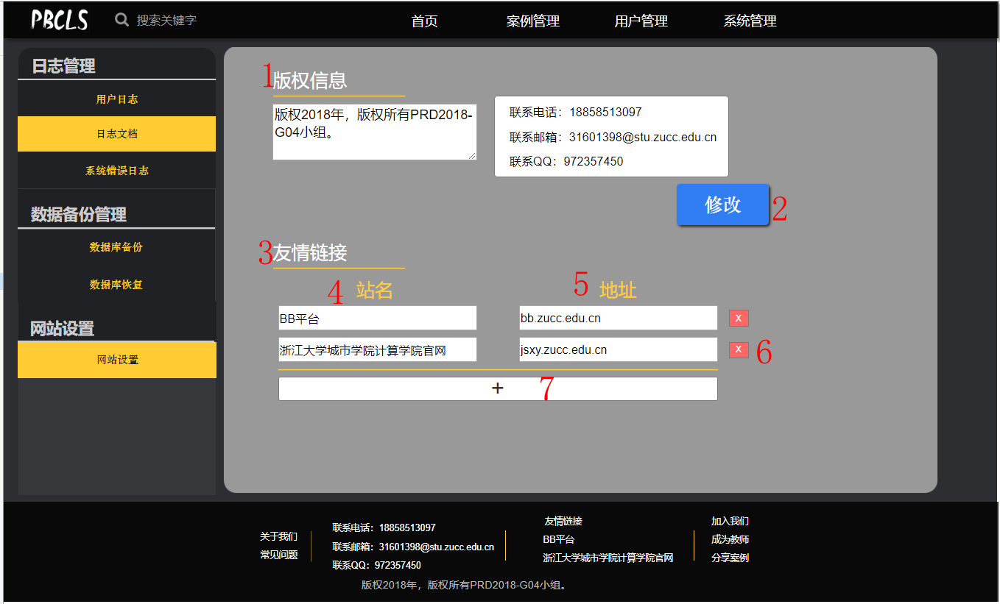 PBCLS
搜索关键字
首页
案例管理
用户管理
系统管理
日志管理
用户日志
日志文档
系统错误日志
数据备份管理
数据库备份
数据库恢复
网站设置
网站设置
1
版权信息
版权2018年，版权所有PRD2018-
G04小组。
联系电话：18858513097
联系邮箱：31601398@stu.zucc.edu.cn
联系QQ：972357450
修改
2
3
友情链接
4
站名
5
地址
BB平台
bb.zucc.edu.cn
X
浙江大学城市学院计算学院官网
jsxy.zucc.edu.cn
X
6
+
7
关于我们
常见问题
联系电话：18858513097
联系邮箱：31601398@stu.zucc.edu.cn
联系QQ：972357450
友情链接
BB平台
浙江大学城市学院计算学院官网
加入我们
成为教师
分享案例
版权2018年，版权所有PRD2018-G04小组。